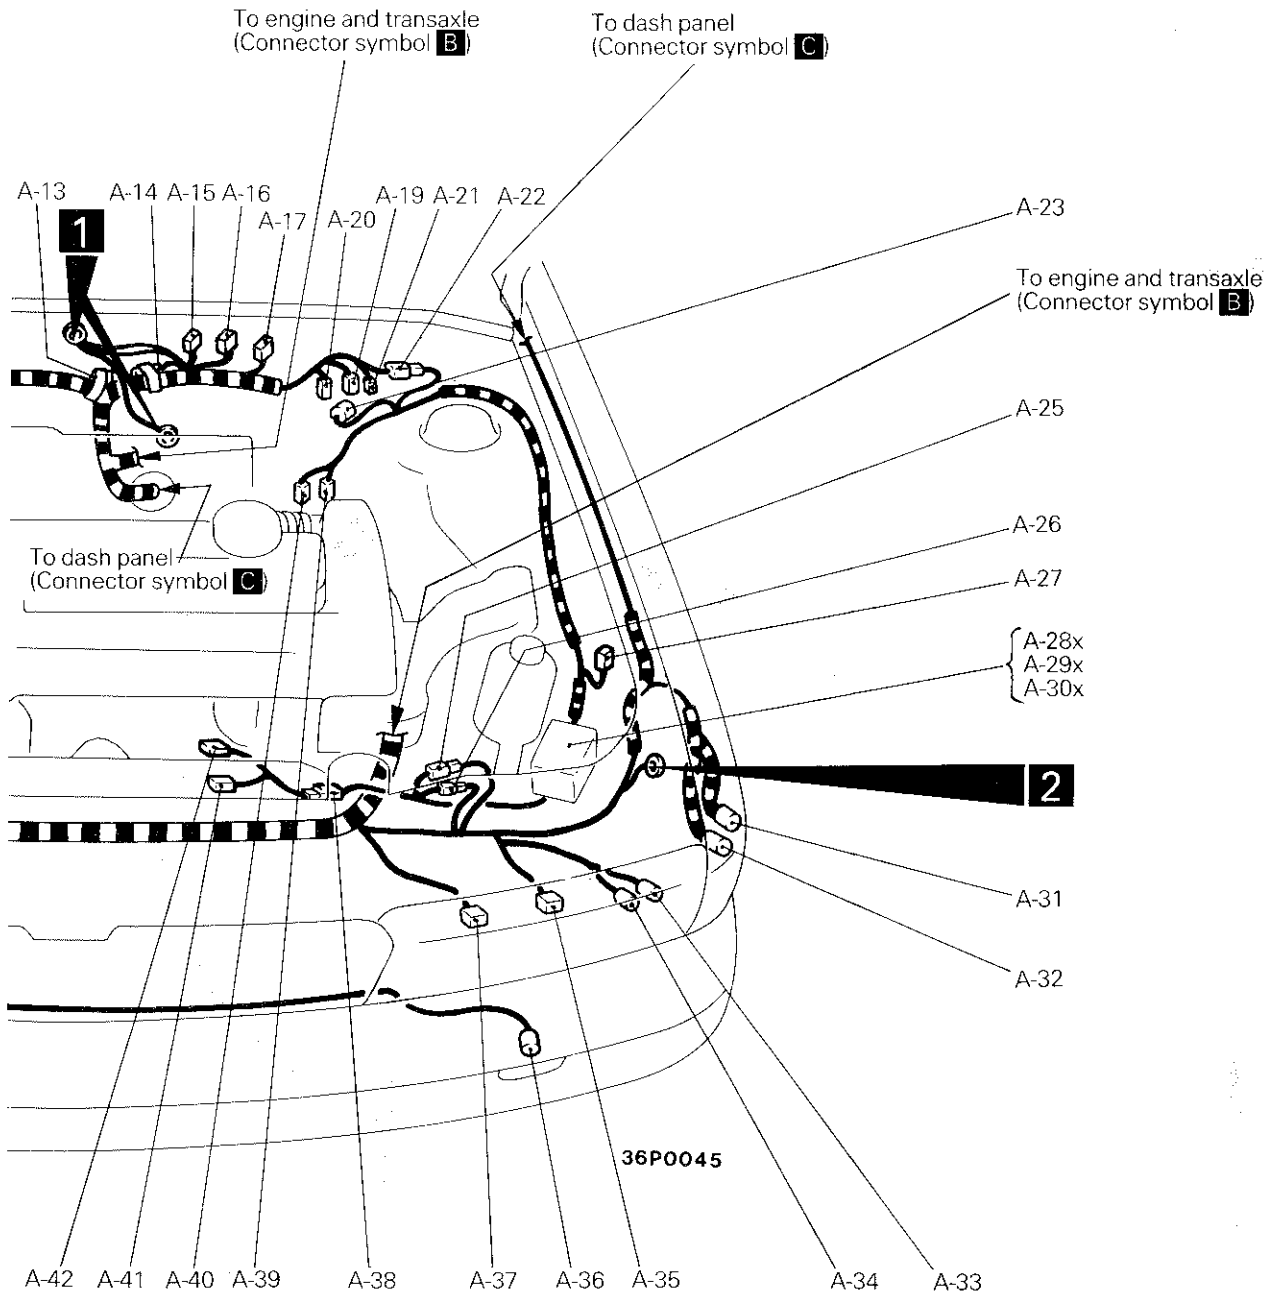 To engine and transaxle
(Connector symbol B)
To dash panel
(Connector symbol C)
A-13
A-14
A-15
A-16
A-17
A-20
A-19
A-21
A-22
A-23
1
To engine and transaxle
(Connector symbol B)
A-25
A-26
To dash panel
(Connector symbol C)
A-27
A-28x
A-29x
A-30x
2
A-31
A-32
36P0045
A-42
A-41
A-40
A-39
A-38
A-37
A-36
A-35
A-34
A-33